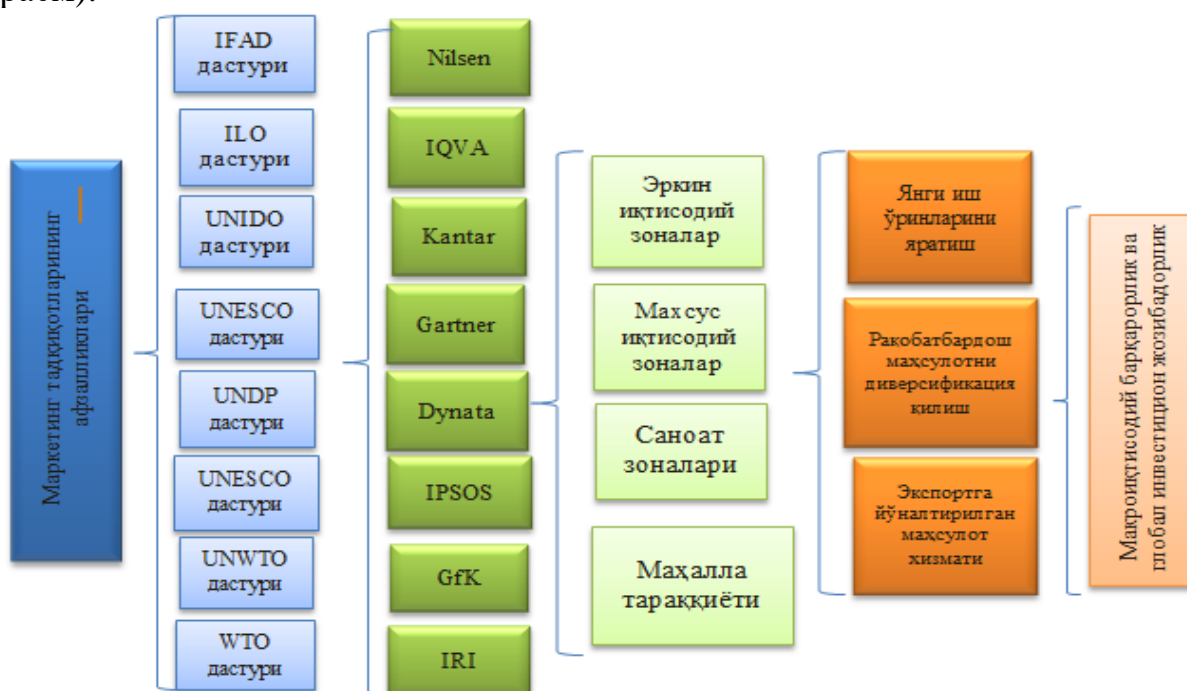 расм).
Маркетинг тадқиқотларининг
афзалликлари
IFAD
дастури
ILO
дастури
UNIDO
дастури
UNESCO
дастури
UNDP
дастури
UNESCO
дастури
UNWTO
дастури
WTO
дастури
Nilsen
IQVA
Kantar
Gartner
Dynata
IPSOS
GfK
IRI
Эркин
иқтисодий
зоналар
Махсус
иқтисодий
зоналар
Саноат
зоналари
Маҳалла
тараққиёти
Янги иш
ўринларини
яратиш
Рақобатбардош
маҳсулотни
диверсификация
қилиш
Экспортга
йўналтирилган
маҳсулот
хизмати
Макроиқтисодий барқарорлик ва
глобал инвестицион жозибадорлик